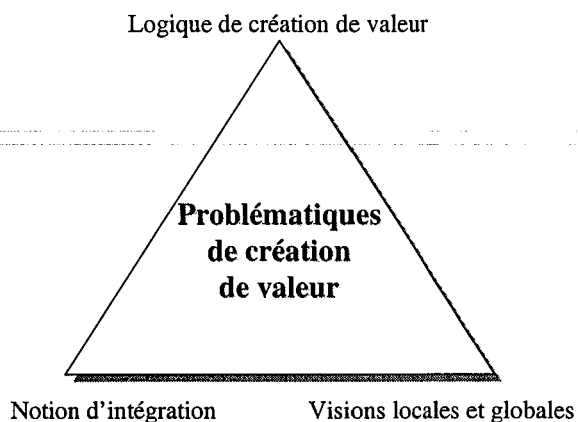 Logique de création de valeur
Problématiques
de création
de valeur
Notion d'intégration
Visions locales et globales